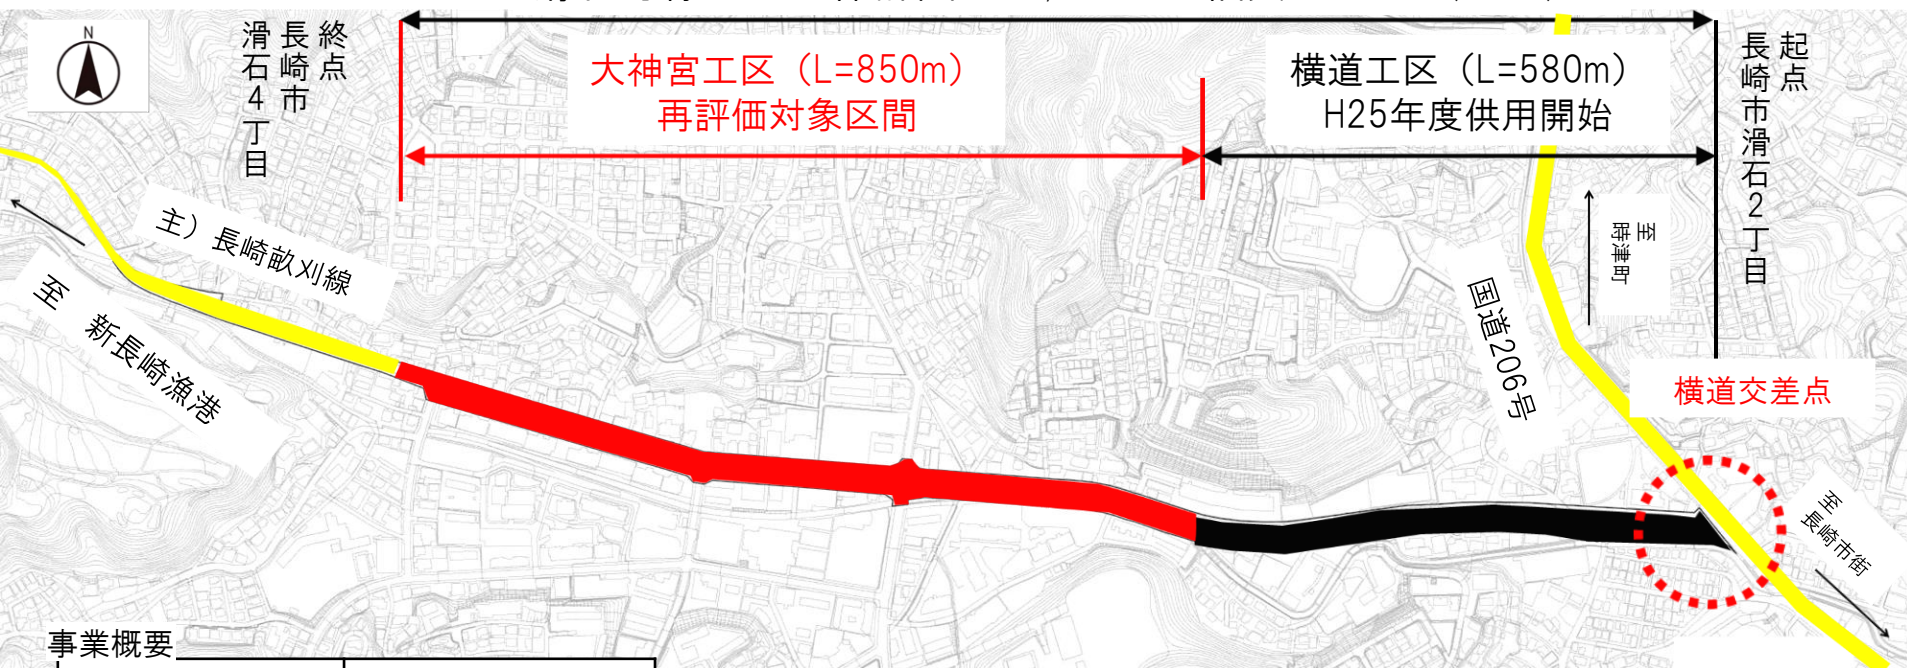 N
終点
長崎市
滑石4丁目
大神宮工区（L=850m）
再評価対象区間
横道工区（L=580m）
H25年度供用開始
起点
長崎市滑石2丁目
主）長崎畝刈線
至　新長崎漁港
国道206号
至
時津町
横道交差点
至
長崎市街
事業概要